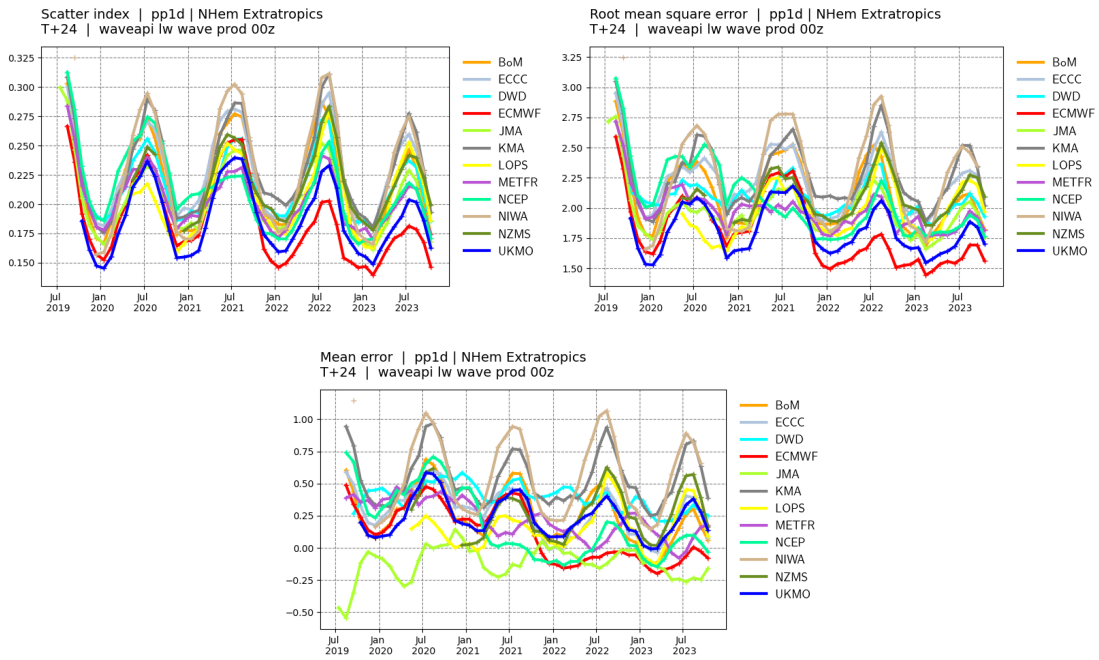 Scatter index | pp1d | NHem Extratropics
T+24 | waveapi lw wave prod 00z
0.325
0.300
0.275
0.250
0.225
0.200
0.175
0.150
Jul 2019
Jan 2020
Jul 2020
Jan 2021
Jul 2021
Jan 2022
Jul 2022
Jan 2023
Jul 2023
BoM
ECCC
DWD
ECMWF
JMA
KMA
LOPS
METFR
NCEP
NIWA
NZMS
UKMO
Root mean square error | pp1d | NHem Extratropics
T+24 | waveapi lw wave prod 00z
3.25
3.00
2.75
2.50
2.25
2.00
1.75
1.50
Jul 2019
Jan 2020
Jul 2020
Jan 2021
Jul 2021
Jan 2022
Jul 2022
Jan 2023
Jul 2023
BoM
ECCC
DWD
ECMWF
JMA
KMA
LOPS
METFR
NCEP
NIWA
NZMS
UKMO
Mean error | pp1d | NHem Extratropics
T+24 | waveapi lw wave prod 00z
1.00
0.75
0.50
0.25
0.00
−0.25
−0.50
Jul 2019
Jan 2020
Jul 2020
Jan 2021
Jul 2021
Jan 2022
Jul 2022
Jan 2023
Jul 2023
BoM
ECCC
DWD
ECMWF
JMA
KMA
LOPS
METFR
NCEP
NIWA
NZMS
UKMO